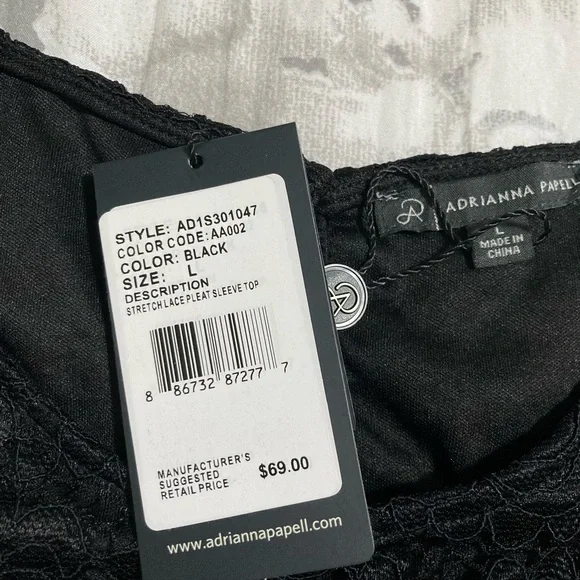 STYLE: AD1S301047
COLOR CODE: AA002
COLOR: BLACK
SIZE: L
DESCRIPTION
STRETCH LACE PLEAT SLEEVE TOP
8 86732 87277 7
MANUFACTURER'S
SUGGESTED
RETAIL PRICE
$69.00
www.adriannapapell.com
ADRIANNA PAPELL
L
MADE IN
CHINA